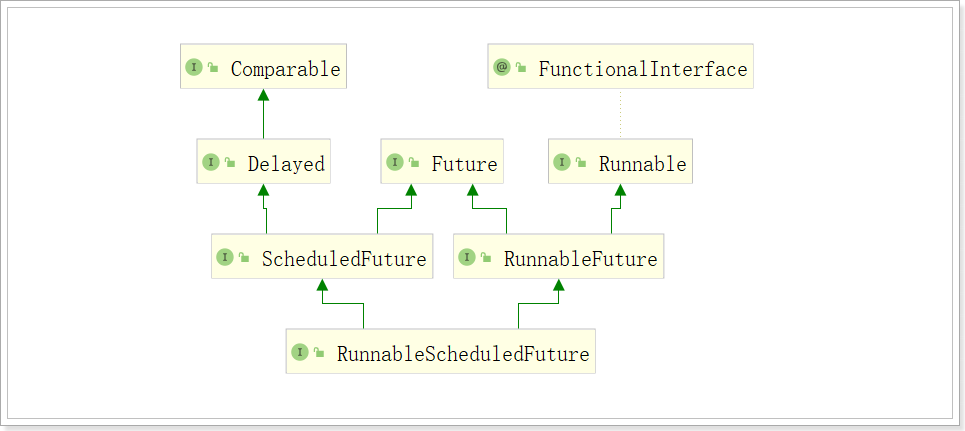 Comparable
FunctionalInterface
Delayed
Future
Runnable
ScheduledFuture
RunnableFuture
RunnableScheduledFuture